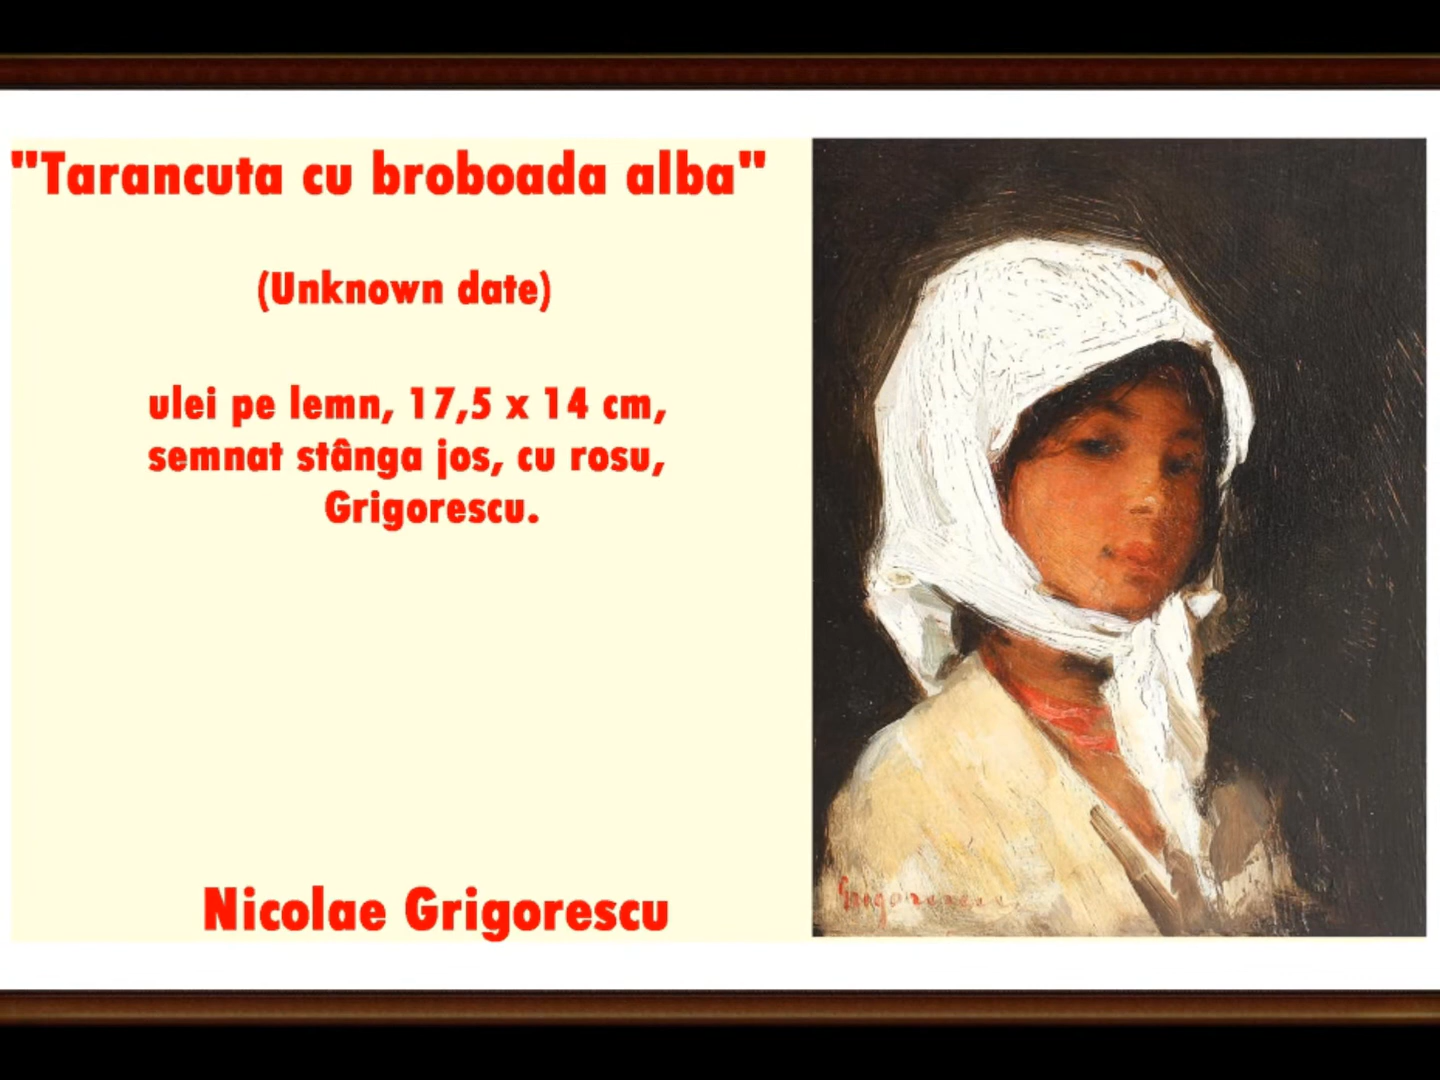 "Tarancuta cu broboada alba"
(Unknown date)
ulei pe lemn, 17,5 x 14 cm,
semnat stânga jos, cu rosu,
Grigorescu.
Nicolae Grigorescu
Grigorescu